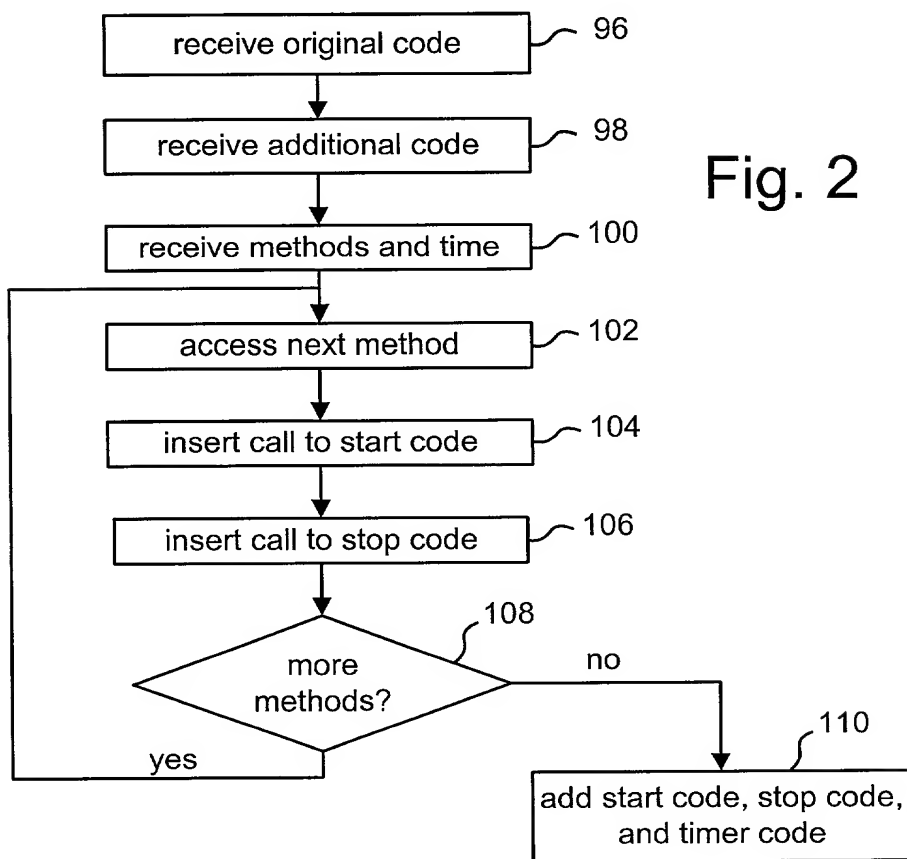 receive original code
96
receive additional code
98
Fig. 2
receive methods and time
100
access next method
102
insert call to start code
104
insert call to stop code
106
108
more
methods?
no
yes
110
add start code, stop code,
and timer code